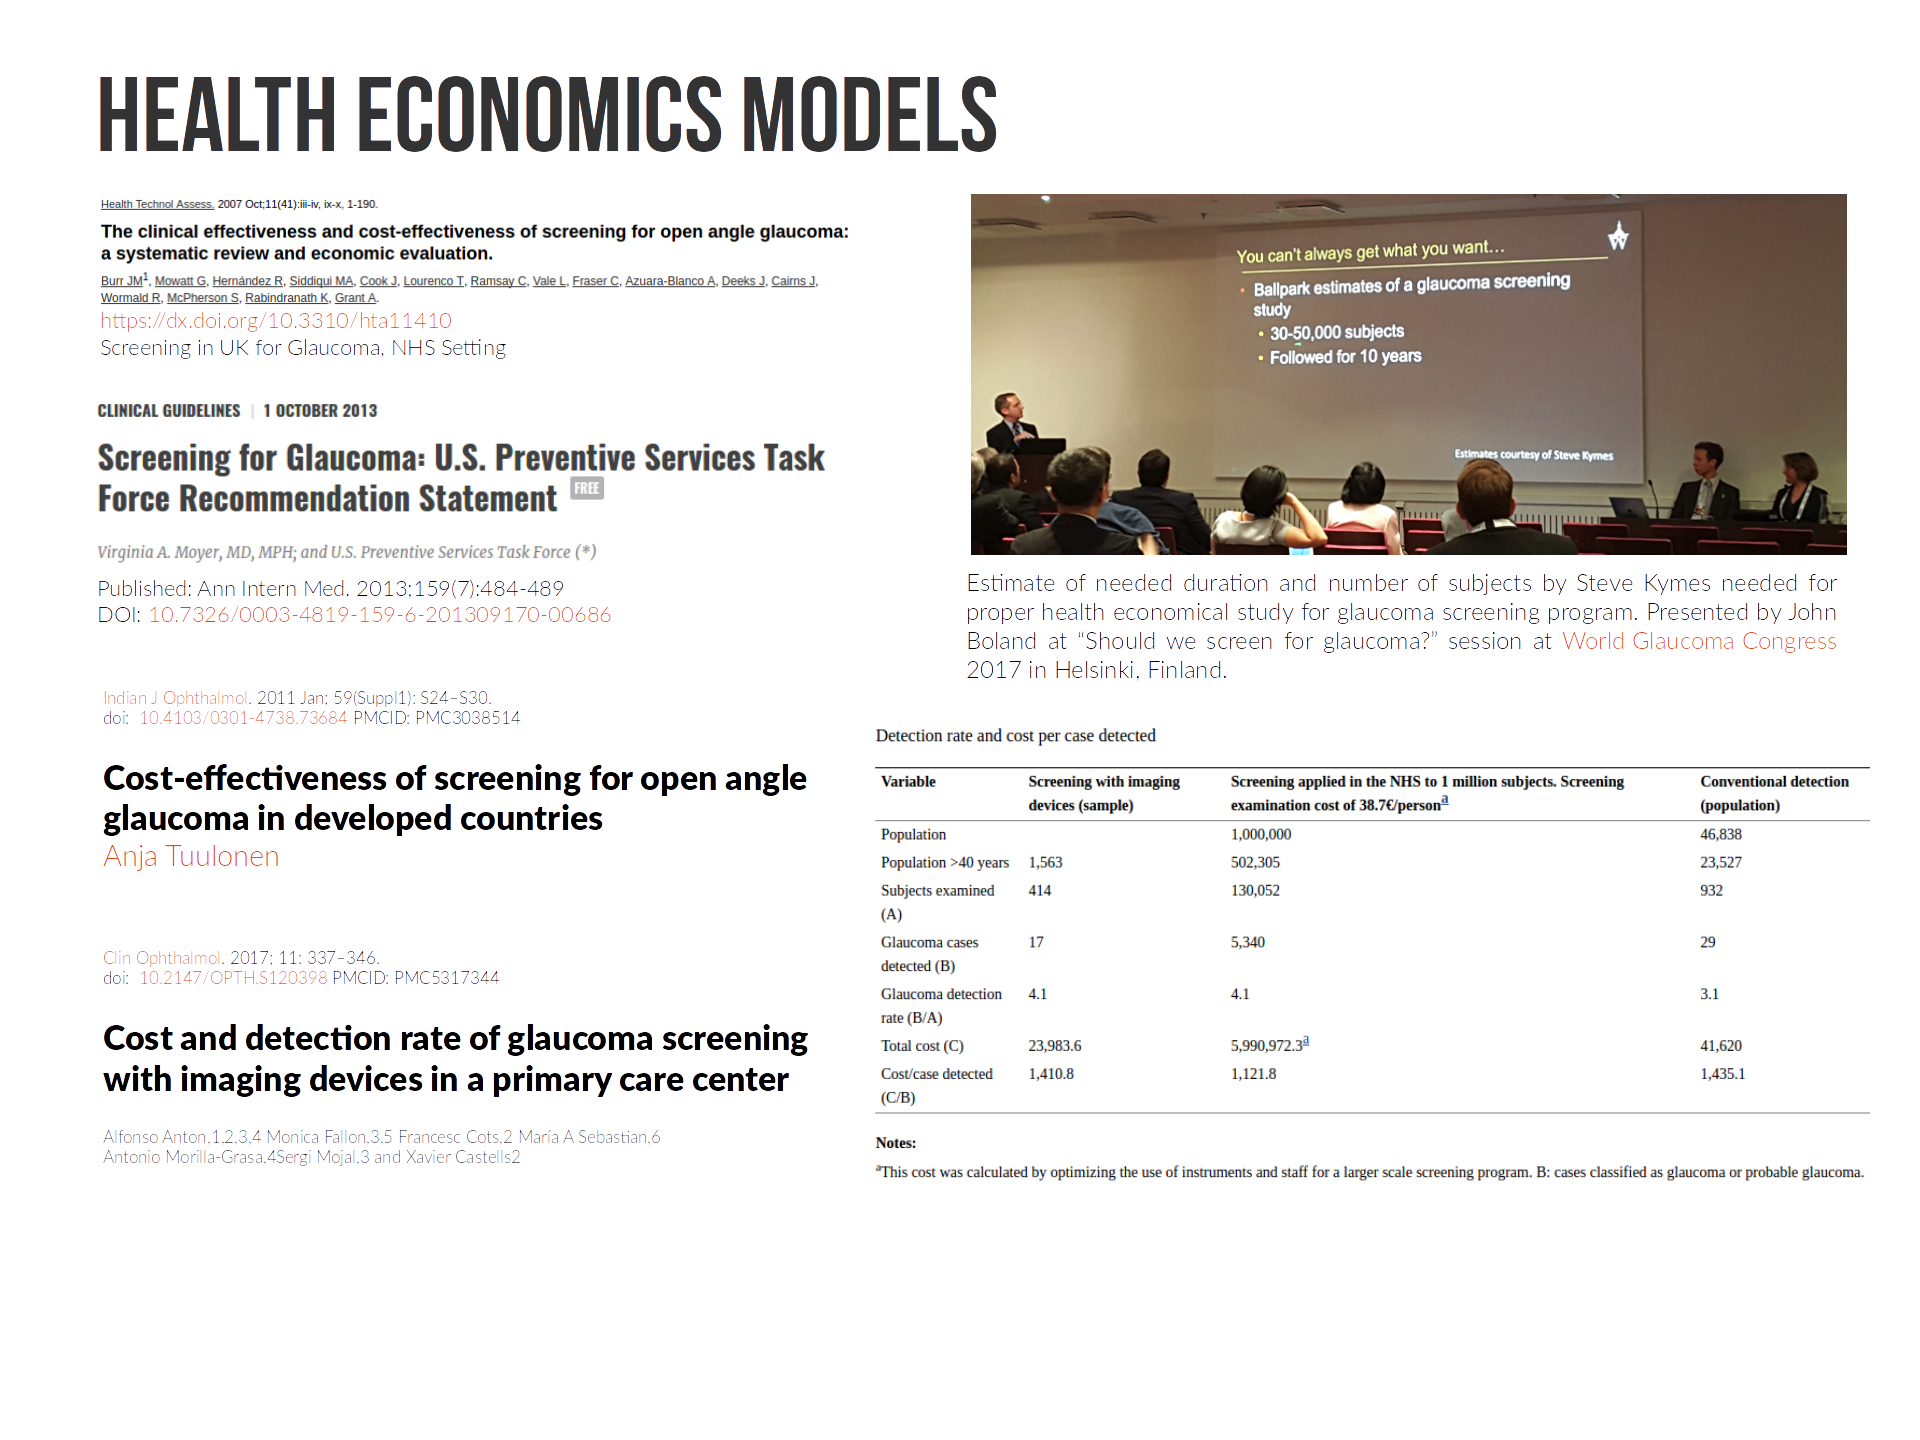 HEALTH ECONOMICS MODELS
Health Technol Assess. 2007 Oct;11(41):iii-iv, ix-x, 1-190.
The clinical effectiveness and cost-effectiveness of screening for open angle glaucoma:
a systematic review and economic evaluation.
Burr JM1, Mowatt G, Hernández R, Siddiqui MA, Cook J, Lourenco T, Ramsay C, Vale L, Fraser C, Azuara-Blanco A, Deeks J, Cairns J,
Wormald R, McPherson S, Rabindranath K, Grant A.
https://dx.doi.org/10.3310/hta11410
Screening in UK for Glaucoma, NHS Setting
CLINICAL GUIDELINES | 1 OCTOBER 2013
Screening for Glaucoma: U.S. Preventive Services Task
Force Recommendation Statement FREE
Virginia A. Moyer, MD, MPH; and U.S. Preventive Services Task Force (*)
Published: Ann Intern Med. 2013;159(7):484-489
DOI: 10.7326/0003-4819-159-6-201309170-00686
Indian J Ophthalmol. 2011 Jan; 59(Suppl1): S24–S30.
doi: 10.4103/0301-4738.73684 PMCID: PMC3038514
Cost-effectiveness of screening for open angle
glaucoma in developed countries
Anja Tuulonen
Clin Ophthalmol. 2017; 11: 337–346.
doi: 10.2147/OPTH.S120398 PMCID: PMC5317344
Cost and detection rate of glaucoma screening
with imaging devices in a primary care center
Alfonso Anton,1,2,3,4 Monica Fallon,3,5 Francesc Cots,2 María A Sebastian,6
Antonio Morilla-Grasa,4Sergi Mojal,3 and Xavier Castells2
You can't always get what you want...
• Ballpark estimates of a glaucoma screening
study
• 30-50,000 subjects
• Followed for 10 years
Estimates courtesy of Steve Kymes
Estimate of needed duration and number of subjects by Steve Kymes needed for
proper health economical study for glaucoma screening program. Presented by John
Boland at “Should we screen for glaucoma?” session at World Glaucoma Congress
2017 in Helsinki, Finland.
Detection rate and cost per case detected
Variable Screening with imaging devices (sample) Screening applied in the NHS to 1 million subjects. Screening examination cost of 38.7€/persona Conventional detection (population)
Population 1,000,000 46,838
Population >40 years 1,563 502,305 23,527
Subjects examined (A) 414 130,052 932
Glaucoma cases detected (B) 17 5,340 29
Glaucoma detection rate (B/A) 4.1 4.1 3.1
Total cost (C) 23,983.6 5,990,972.3a 41,620
Cost/case detected (C/B) 1,410.8 1,121.8 1,435.1
Notes:
aThis cost was calculated by optimizing the use of instruments and staff for a larger scale screening program. B: cases classified as glaucoma or probable glaucoma.